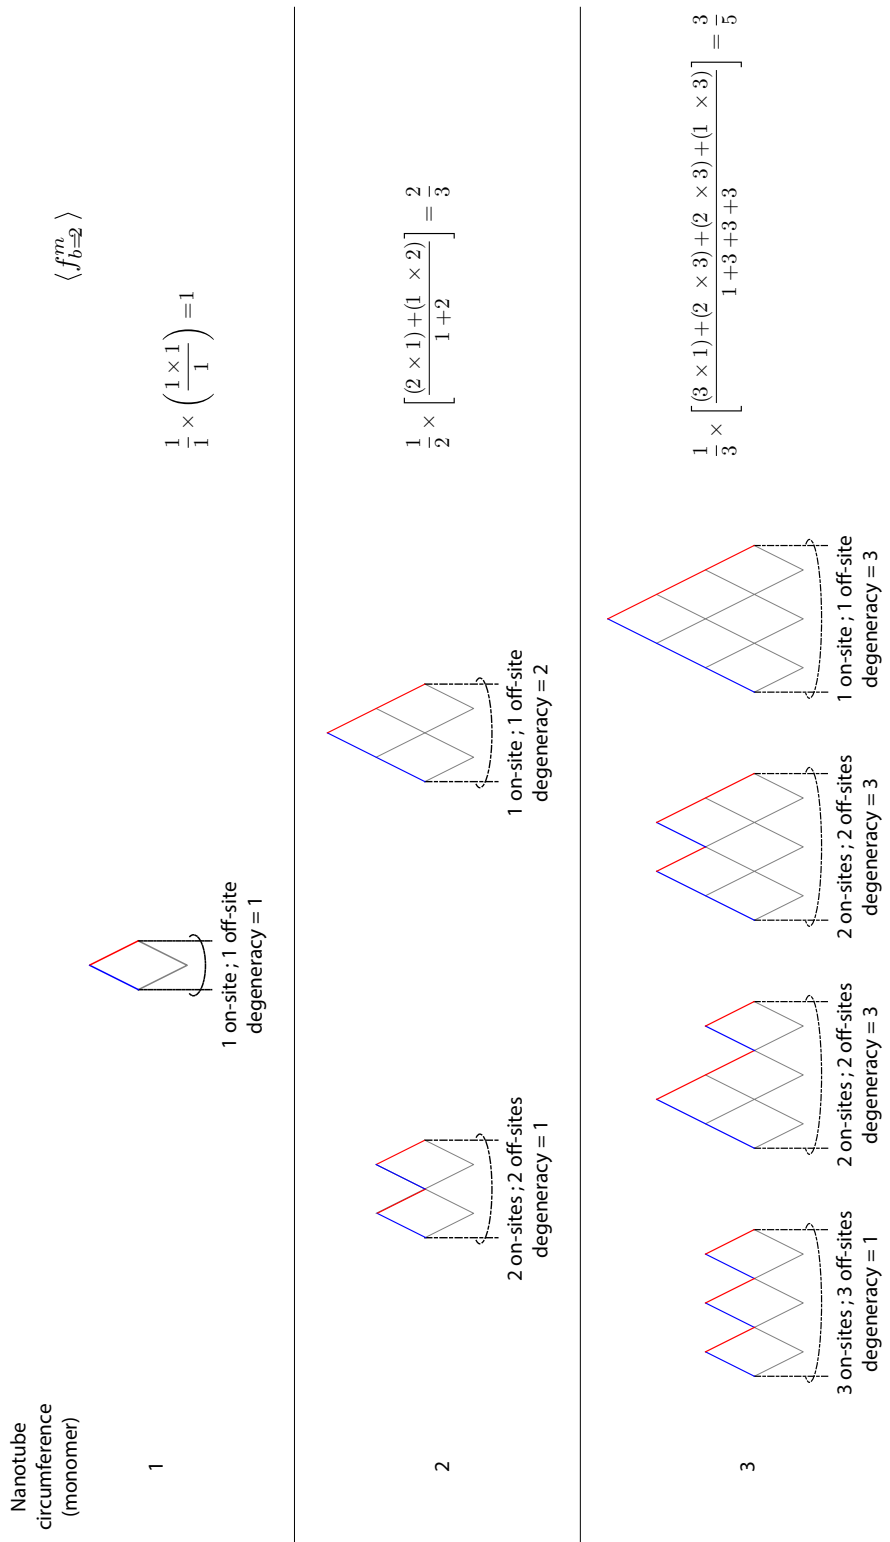 Nanotube
circumference
(monomer)
⟨f^m_{b=2}⟩
1
1 on-site ; 1 off-site
degeneracy = 1
1/1 × ( 1 × 1 / 1 ) = 1
2
2 on-sites ; 2 off-sites
degeneracy = 1
1 on-site ; 1 off-site
degeneracy = 2
1/2 × [ (2 × 1) + (1 × 2) / 1 + 2 ] = 2/3
3
3 on-sites ; 3 off-sites
degeneracy = 1
2 on-sites ; 2 off-sites
degeneracy = 3
2 on-sites ; 2 off-sites
degeneracy = 3
1 on-site ; 1 off-site
degeneracy = 3
1/3 × [ (3 × 1) + (2 × 3) + (2 × 3) + (1 × 3) / 1 + 3 + 3 + 3 ] = 3/5